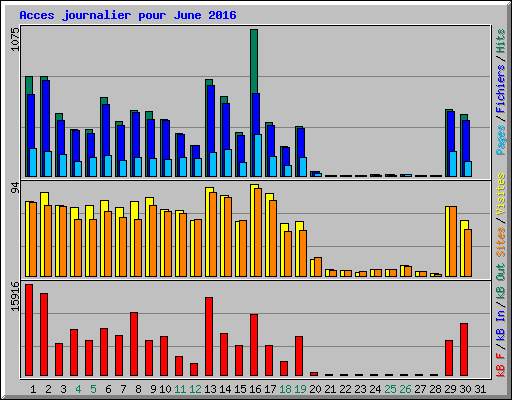 Acces journalier pour June 2016
1075
94
15916
Pages / Fichiers / Hits
Sites / Visites
kB F / kB In / kB Out
1 2 3 4 5 6 7 8 9 10 11 12 13 14 15 16 17 18 19 20 21 22 23 24 25 26 27 28 29 30 31